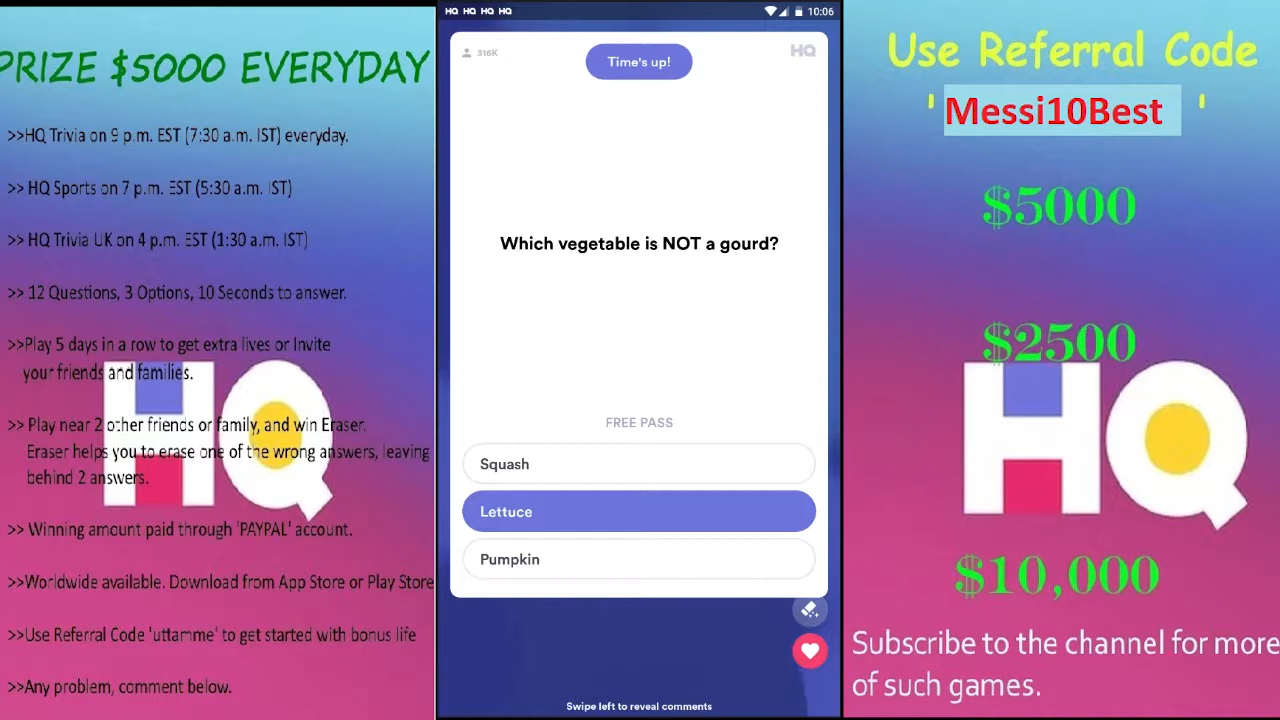 PRIZE $5000 EVERYDAY
>>HQ Trivia on 9 p.m. EST (7:30 a.m. IST) everyday.
>> HQ Sports on 7 p.m. EST (5:30 a.m. IST)
>> HQ Trivia UK on 4 p.m. EST (1:30 a.m. IST)
>> 12 Questions, 3 Options, 10 Seconds to answer.
>>Play 5 days in a row to get extra lives or Invite
your friends and families.
>> Play near 2 other friends or family, and win Eraser.
Eraser helps you to erase one of the wrong answers, leaving
behind 2 answers.
>> Winning amount paid through 'PAYPAL' account.
>>Worldwide available. Download from App Store or Play Store
>>Use Referral Code 'uttamme' to get started with bonus life
>>Any problem, comment below.
HQ
HQ HQ HQ HQ 10:06
316K Time's up! HQ
Which vegetable is NOT a gourd?
FREE PASS
Squash
Lettuce
Pumpkin
Swipe left to reveal comments
Use Referral Code
' Messi10Best '
$5000
$2500
HQ
$10,000
Subscribe to the channel for more
of such games.